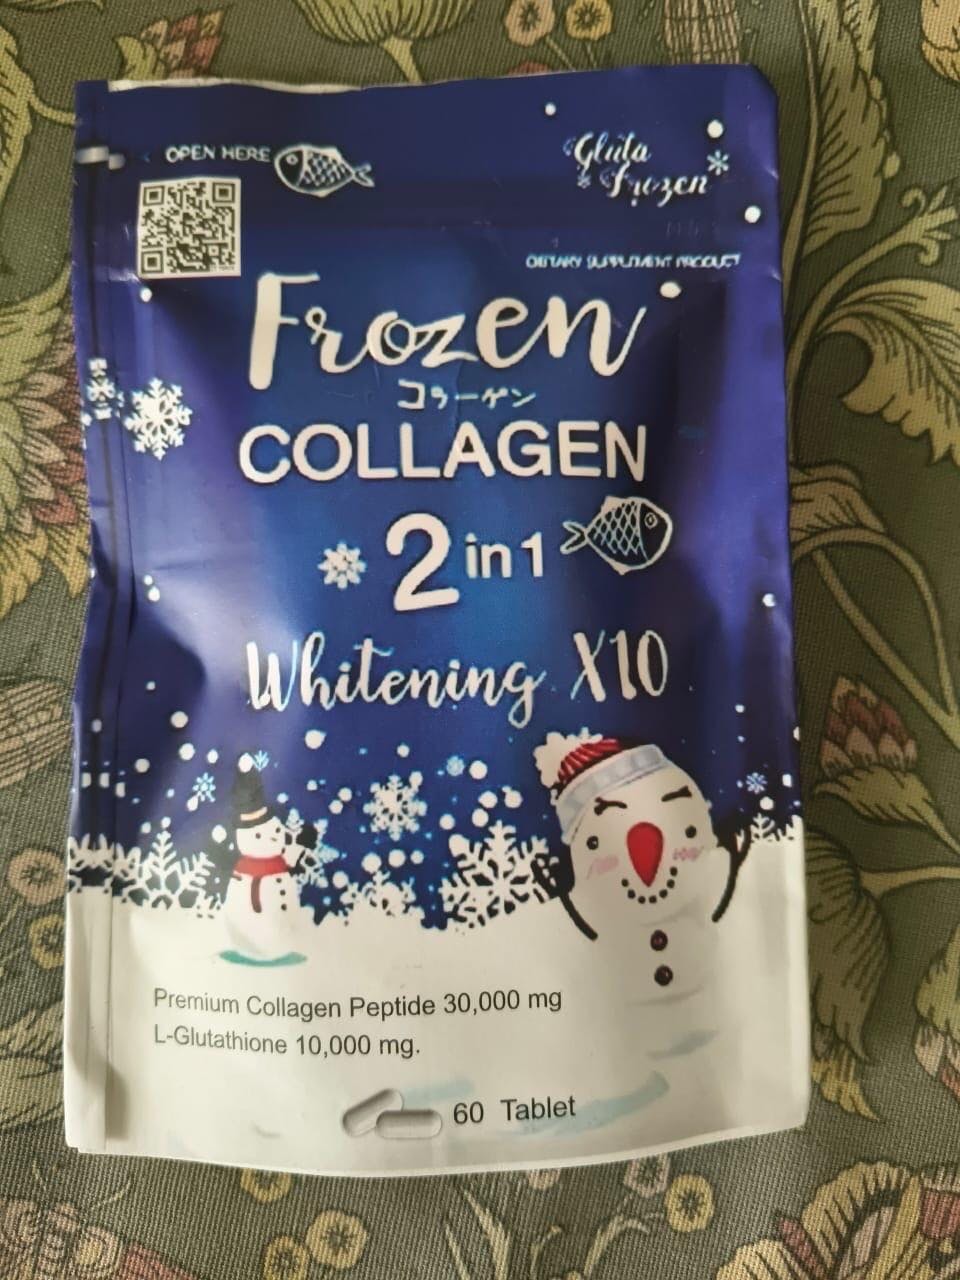 OPEN HERE
Gluta
Frozen
DIETARY SUPPLEMENT PRODUCT
Frozen
コラーゲン
COLLAGEN
2 in 1
Whitening X10
Premium Collagen Peptide 30,000 mg
L-Glutathione 10,000 mg.
60 Tablet